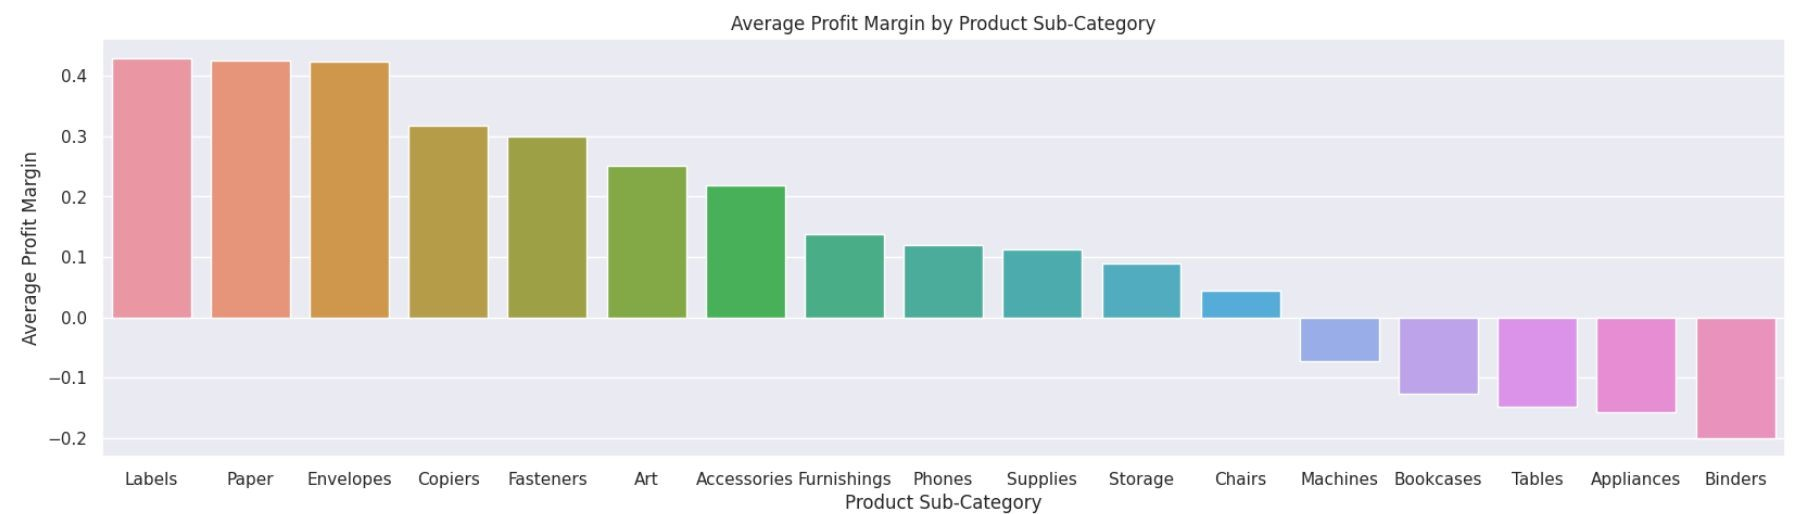 Average Profit Margin by Product Sub-Category
Average Profit Margin
0.4
0.3
0.2
0.1
0.0
−0.1
−0.2
Labels Paper Envelopes Copiers Fasteners Art Accessories Furnishings Phones Supplies Storage Chairs Machines Bookcases Tables Appliances Binders
Product Sub-Category